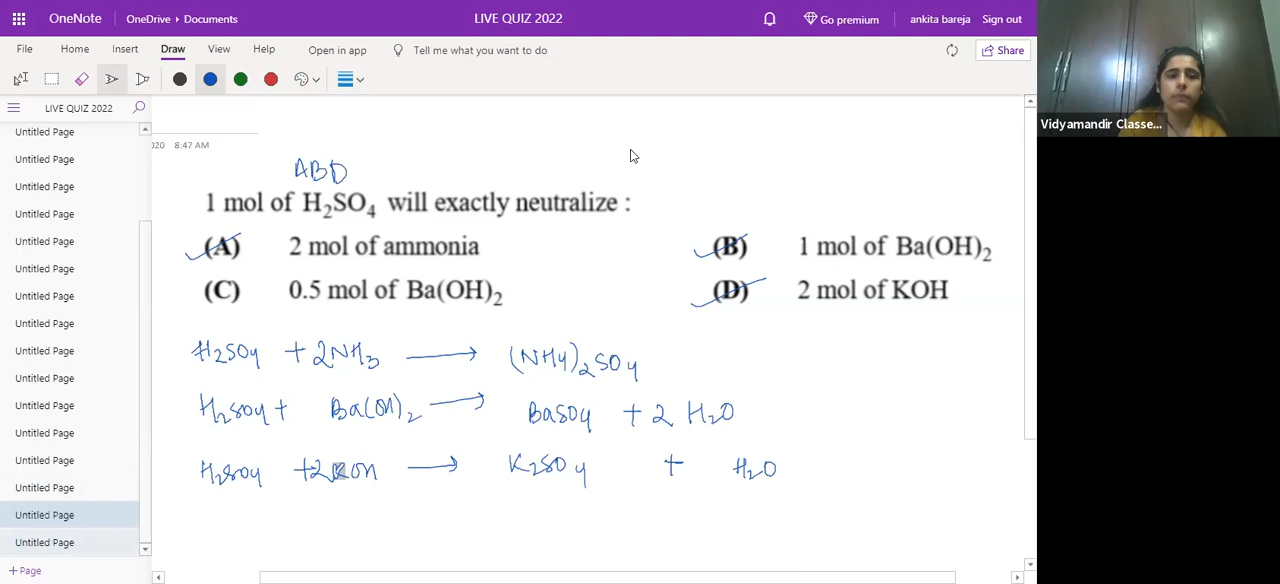 OneNote OneDrive › Documents LIVE QUIZ 2022 Go premium ankita bareja Sign out
File Home Insert Draw View Help Open in app Tell me what you want to do Share
LIVE QUIZ 2022
Vidyamandir Classe...
Untitled Page
020 8:47 AM
Untitled Page
ABD
Untitled Page
1 mol of H₂SO₄ will exactly neutralize :
Untitled Page
(A) 2 mol of ammonia (B) 1 mol of Ba(OH)₂
Untitled Page
Untitled Page
(C) 0.5 mol of Ba(OH)₂ (D) 2 mol of KOH
Untitled Page
Untitled Page
Untitled Page
H₂SO₄ + 2NH₃ → (NH₄)₂SO₄
Untitled Page
Untitled Page
H₂SO₄ + Ba(OH)₂ → BaSO₄ + 2 H₂O
Untitled Page
Untitled Page
H₂SO₄ + 2KOH → K₂SO₄ + H₂O
Untitled Page
Untitled Page
Untitled Page
+ Page